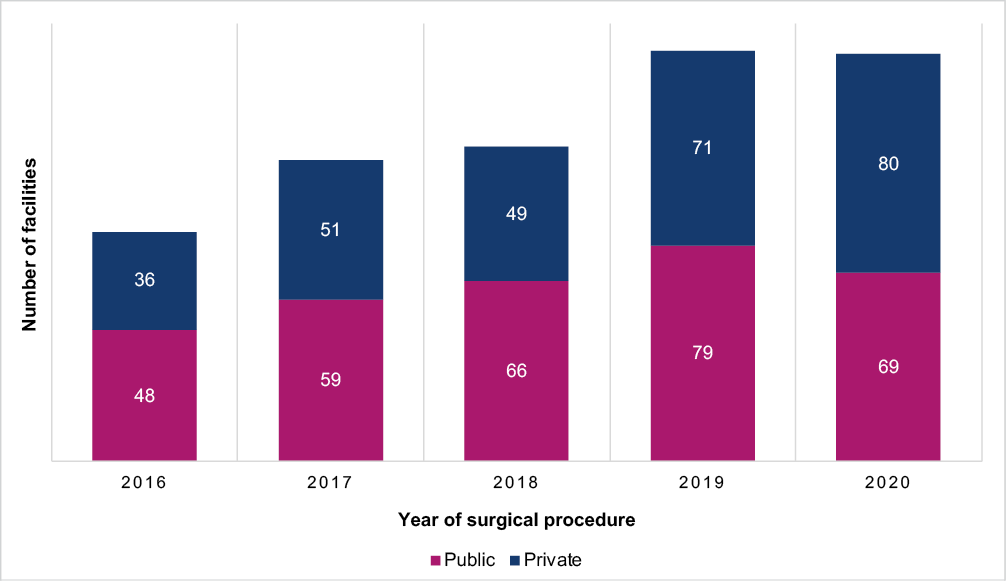 Number of facilities
36
51
49
71
80
48
59
66
79
69
2016 2017 2018 2019 2020
Year of surgical procedure
Public Private